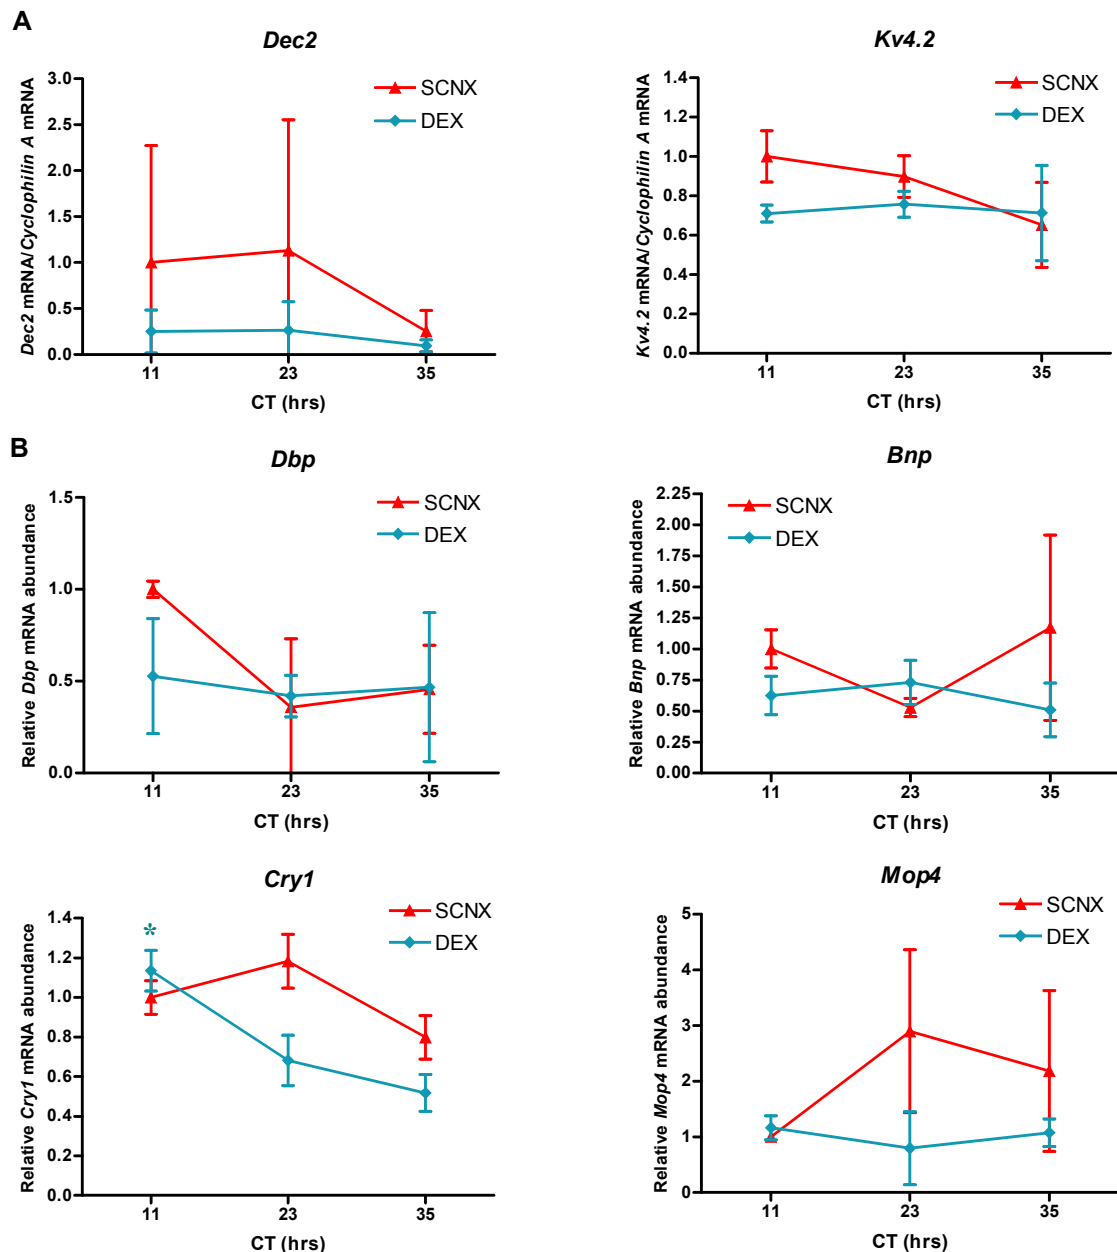 A
Dec2
Dec2 mRNA/Cyclophilin A mRNA
3.0
2.5
2.0
1.5
1.0
0.5
0.0
SCNX
DEX
11
23
35
CT (hrs)
Kv4.2
Kv4.2 mRNA/Cyclophilin A mRNA
1.4
1.2
1.0
0.8
0.6
0.4
0.2
0.0
SCNX
DEX
11
23
35
CT (hrs)
B
Dbp
Relative Dbp mRNA abundance
1.5
1.0
0.5
0.0
SCNX
DEX
11
23
35
CT (hrs)
Bnp
Relative Bnp mRNA abundance
2.25
2.00
1.75
1.50
1.25
1.00
0.75
0.50
0.25
0.00
SCNX
DEX
11
23
35
CT (hrs)
Cry1
Relative Cry1 mRNA abundance
1.4
1.2
1.0
0.8
0.6
0.4
0.2
0.0
*
SCNX
DEX
11
23
35
CT (hrs)
Mop4
Relative Mop4 mRNA abundance
5
4
3
2
1
0
SCNX
DEX
11
23
35
CT (hrs)